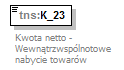 tns:K_23
Kwota netto -
Wewnątrzwspólnotowe
nabycie towarów